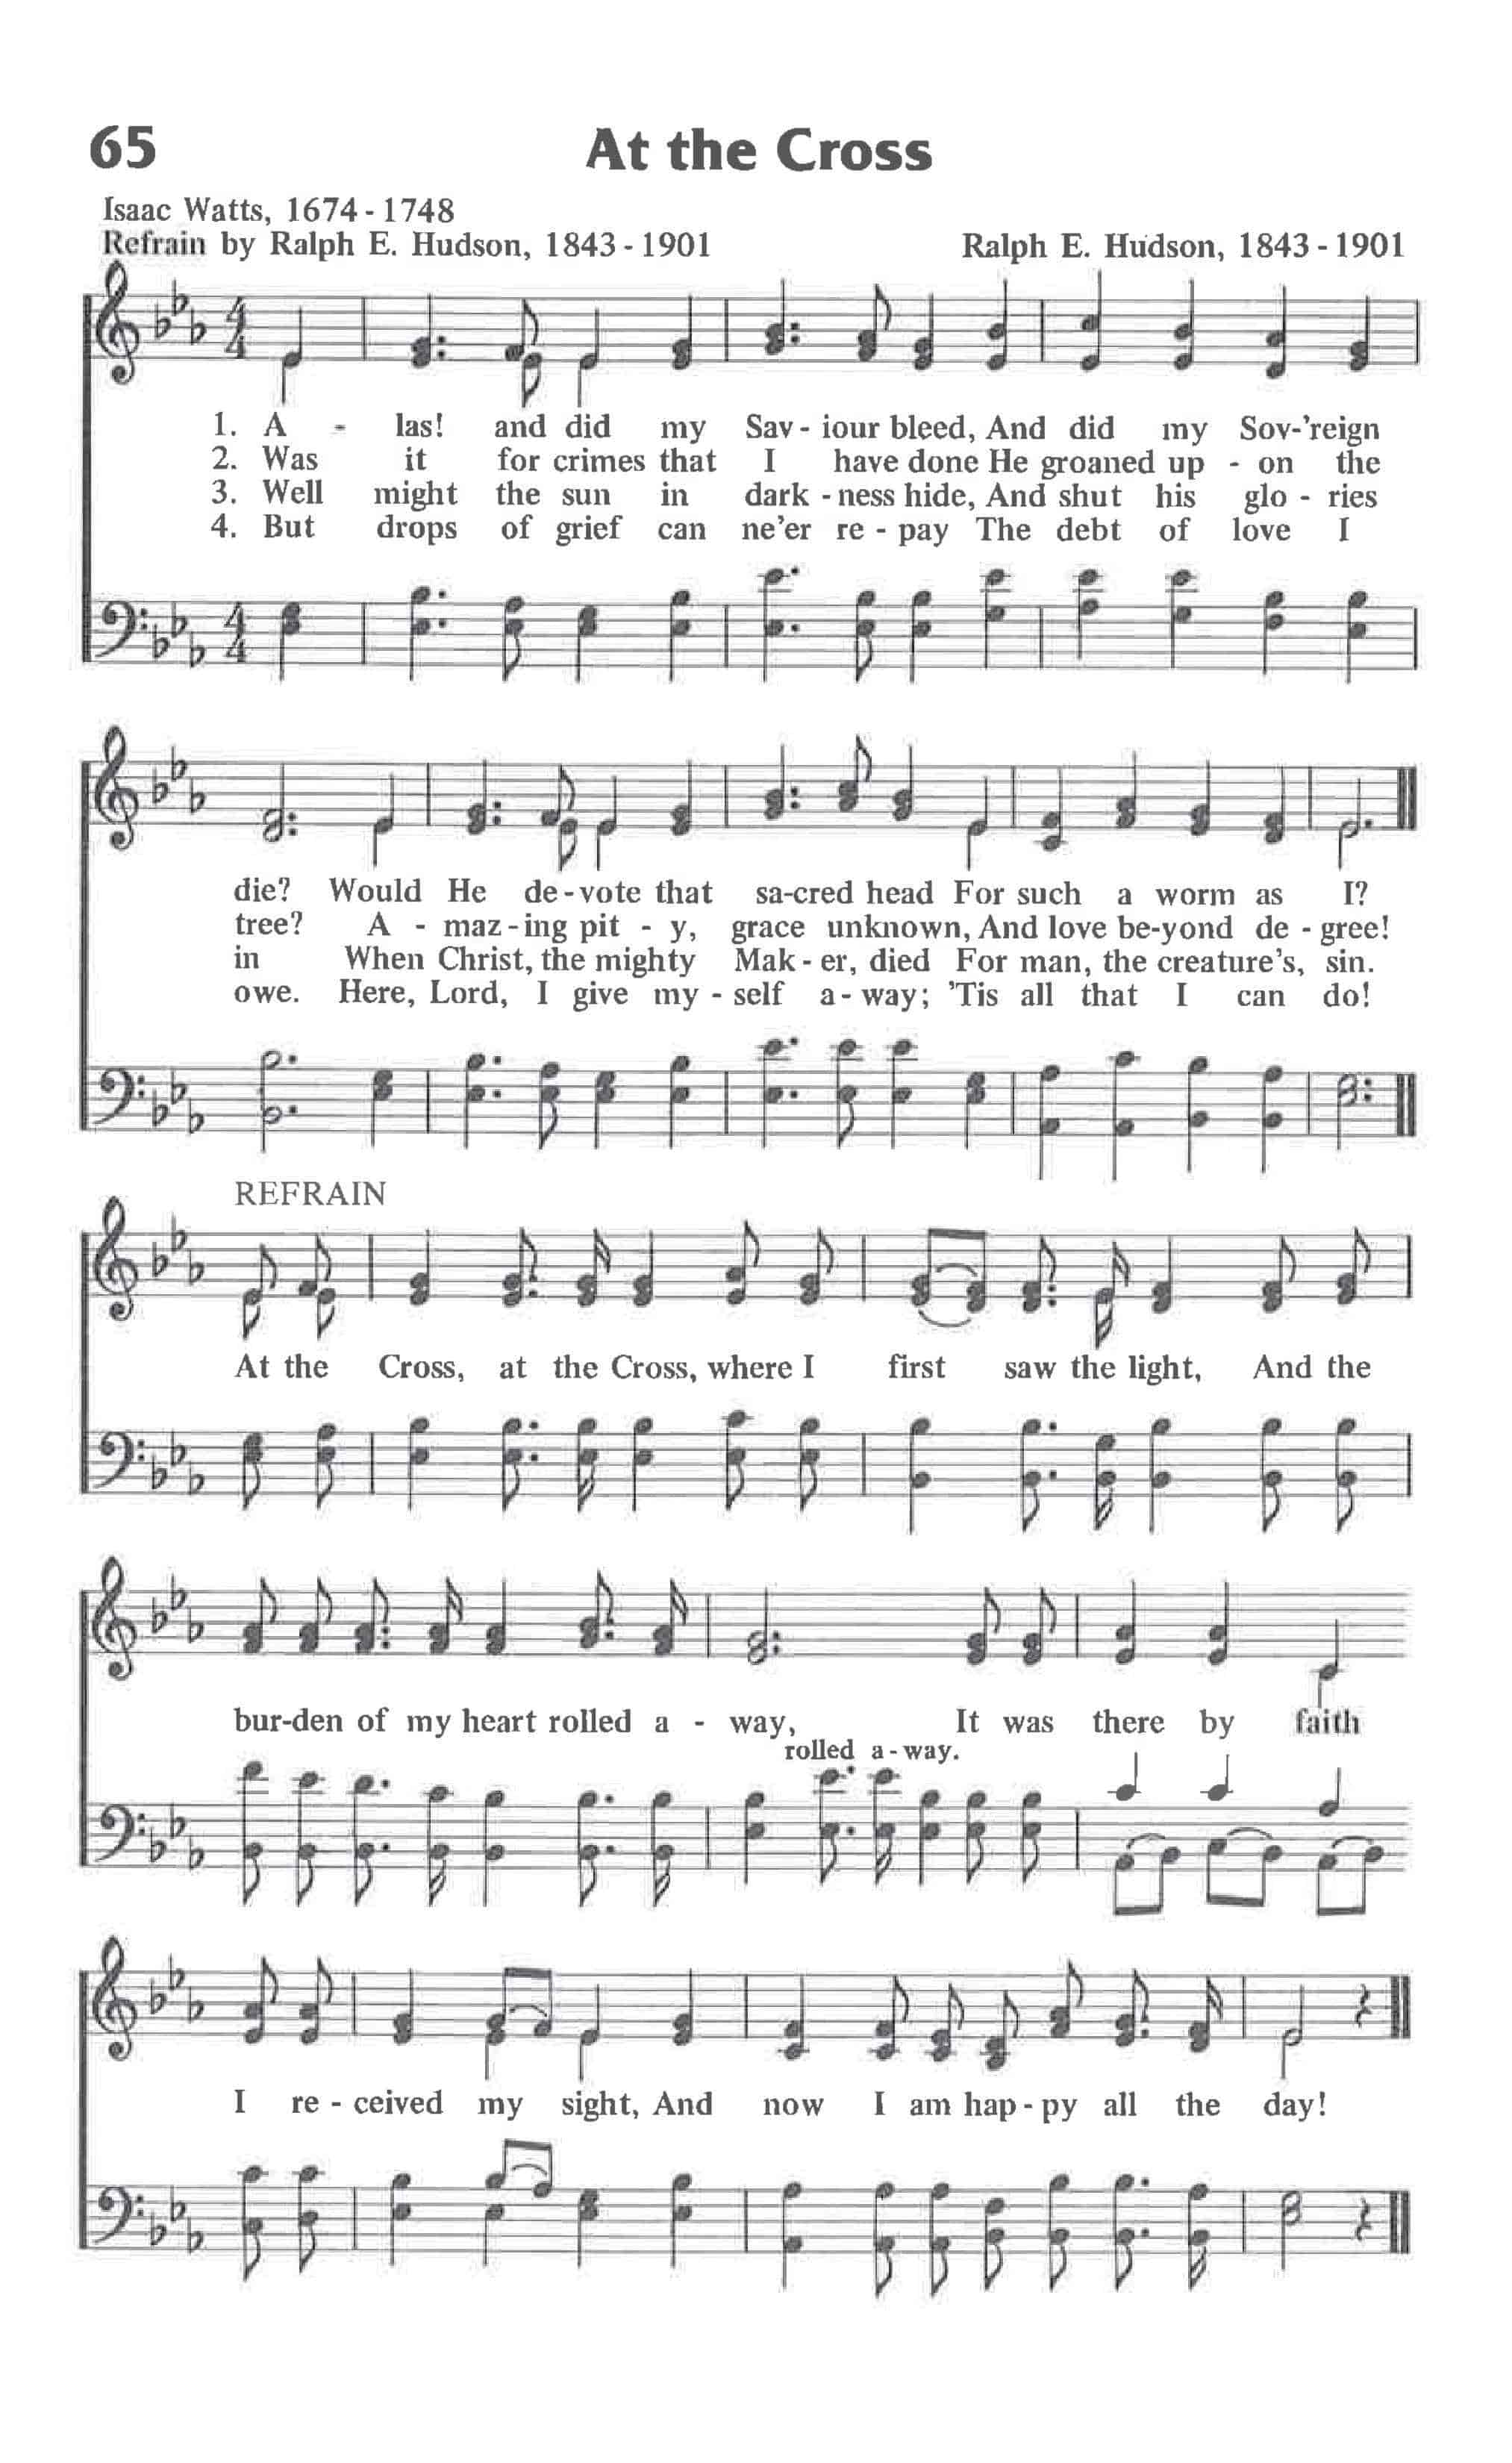 65
At the Cross
Isaac Watts, 1674 - 1748
Refrain by Ralph E. Hudson, 1843 - 1901
Ralph E. Hudson, 1843 - 1901
1. A - las! and did my Sav - iour bleed, And did my Sov-'reign
2. Was it for crimes that I have done He groaned up - on the
3. Well might the sun in dark - ness hide, And shut his glo - ries
4. But drops of grief can ne'er re - pay The debt of love I
die? Would He de - vote that sa-cred head For such a worm as I?
tree? A - maz - ing pit - y, grace unknown, And love be-yond de - gree!
in When Christ, the mighty Mak - er, died For man, the creature's, sin.
owe. Here, Lord, I give my - self a - way; 'Tis all that I can do!
REFRAIN
At the Cross, at the Cross, where I first saw the light, And the
bur-den of my heart rolled a - way, It was there by faith
rolled a - way.
I re - ceived my sight, And now I am hap - py all the day!